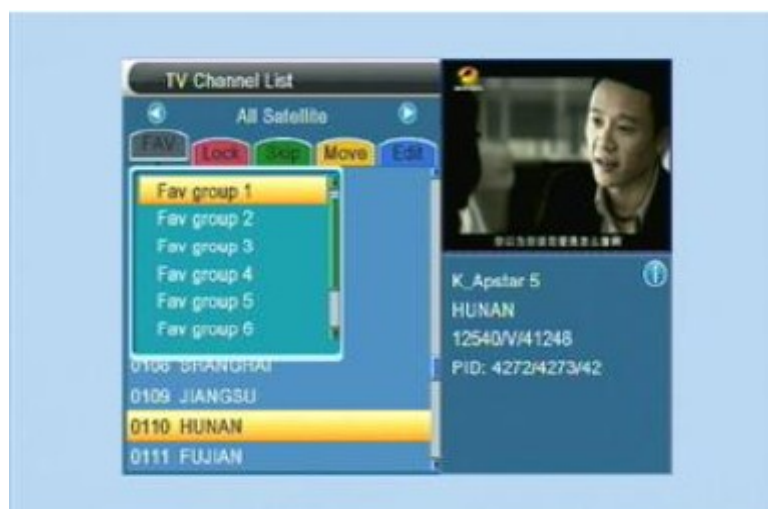 TV Channel List
All Satellite
FAV Lock Skip Move Edit
Fav group 1
Fav group 2
Fav group 3
Fav group 4
Fav group 5
Fav group 6
0108 SHANGHAI
0109 JIANGSU
0110 HUNAN
0111 FUJIAN
K_Apstar 5
HUNAN
12540/V/41248
PID: 4272/4273/42